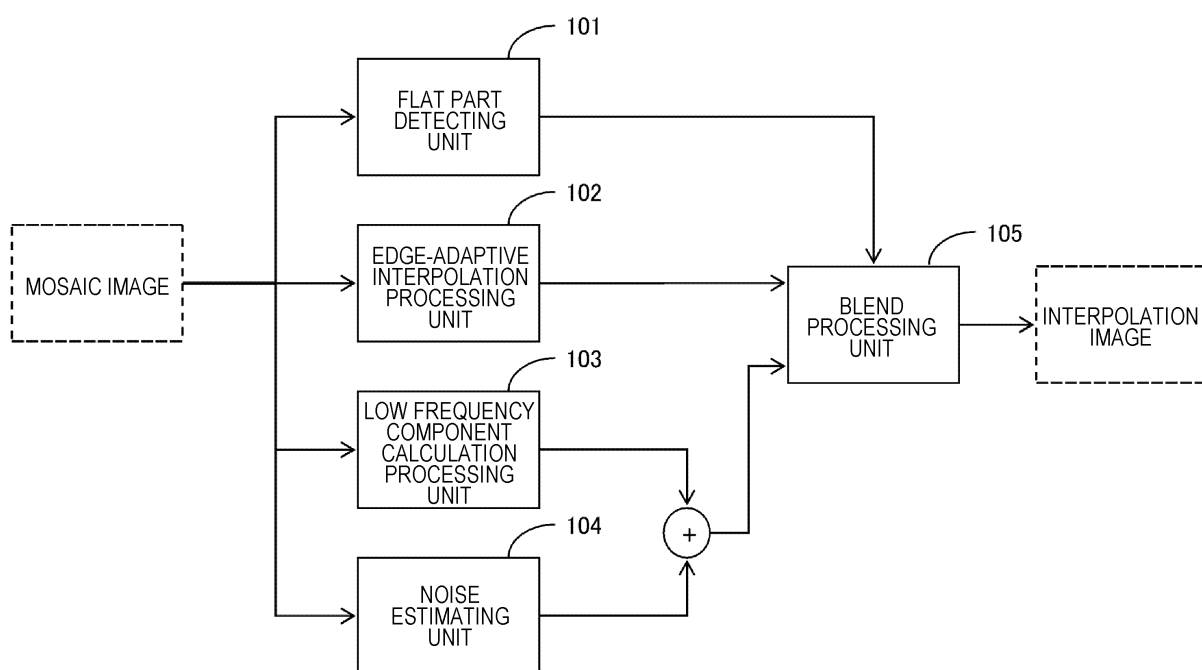 101
FLAT PART
DETECTING
UNIT
102
MOSAIC IMAGE
EDGE-ADAPTIVE
INTERPOLATION
PROCESSING
UNIT
105
BLEND
PROCESSING
UNIT
INTERPOLATION
IMAGE
103
LOW FREQUENCY
COMPONENT
CALCULATION
PROCESSING
UNIT
+
104
NOISE
ESTIMATING
UNIT